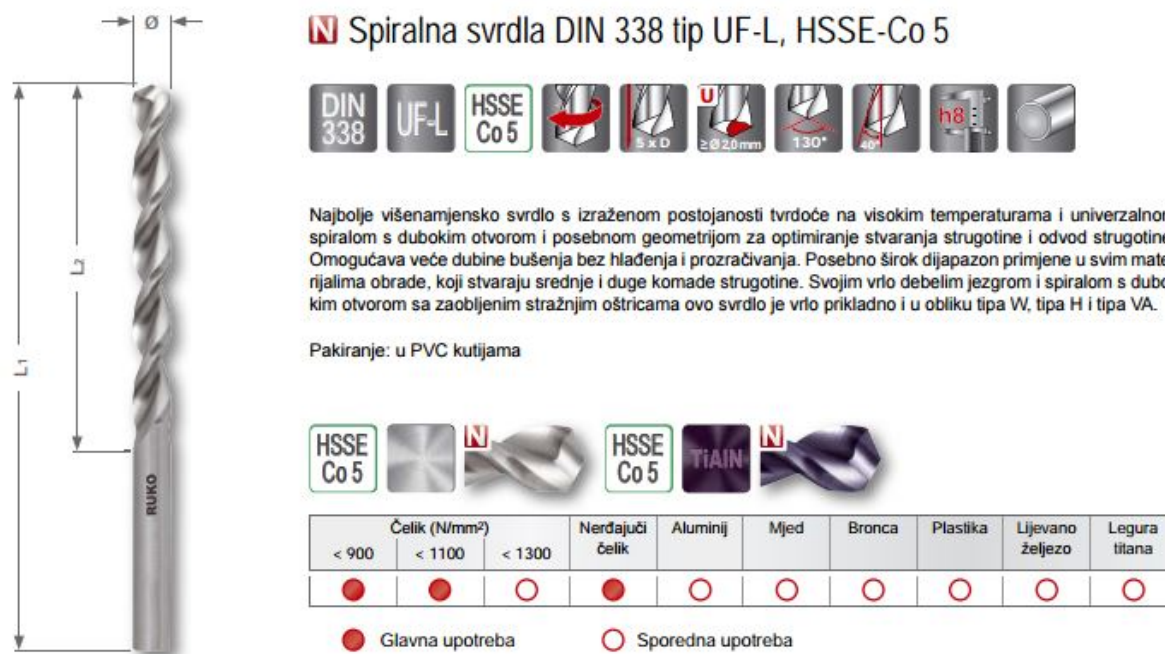 Ø
N Spiralna svrdla DIN 338 tip UF-L, HSSE-Co 5
DIN 338
UF-L
HSSE Co 5
5 x D
U
≥ Ø 2,0 mm
130°
40°
h8
Najbolje višenamjensko svrdlo s izraženom postojanosti tvrdoće na visokim temperaturama i univerzalnom
spiralom s dubokim otvorom i posebnom geometrijom za optimiranje stvaranja strugotine i odvod strugotine
Omogućava veće dubine bušenja bez hlađenja i prozračivanja. Posebno širok dijapazon primjene u svim mate
rijalima obrade, koji stvaraju srednje i duge komade strugotine. Svojim vrlo debelim jezgrom i spiralom s dubo
kim otvorom sa zaobljenim stražnjim oštricama ovo svrdlo je vrlo prikladno i u obliku tipa W, tipa H i tipa VA.
Pakiranje: u PVC kutijama
L2
L1
RUKO
HSSE Co 5
N
HSSE Co 5
TiAlN
N
Čelik (N/mm²)
< 900
< 1100
< 1300
Nerđajuči
čelik
Aluminij
Mjed
Bronca
Plastika
Lijevano
željezo
Legura
titana
Glavna upotreba
Sporedna upotreba